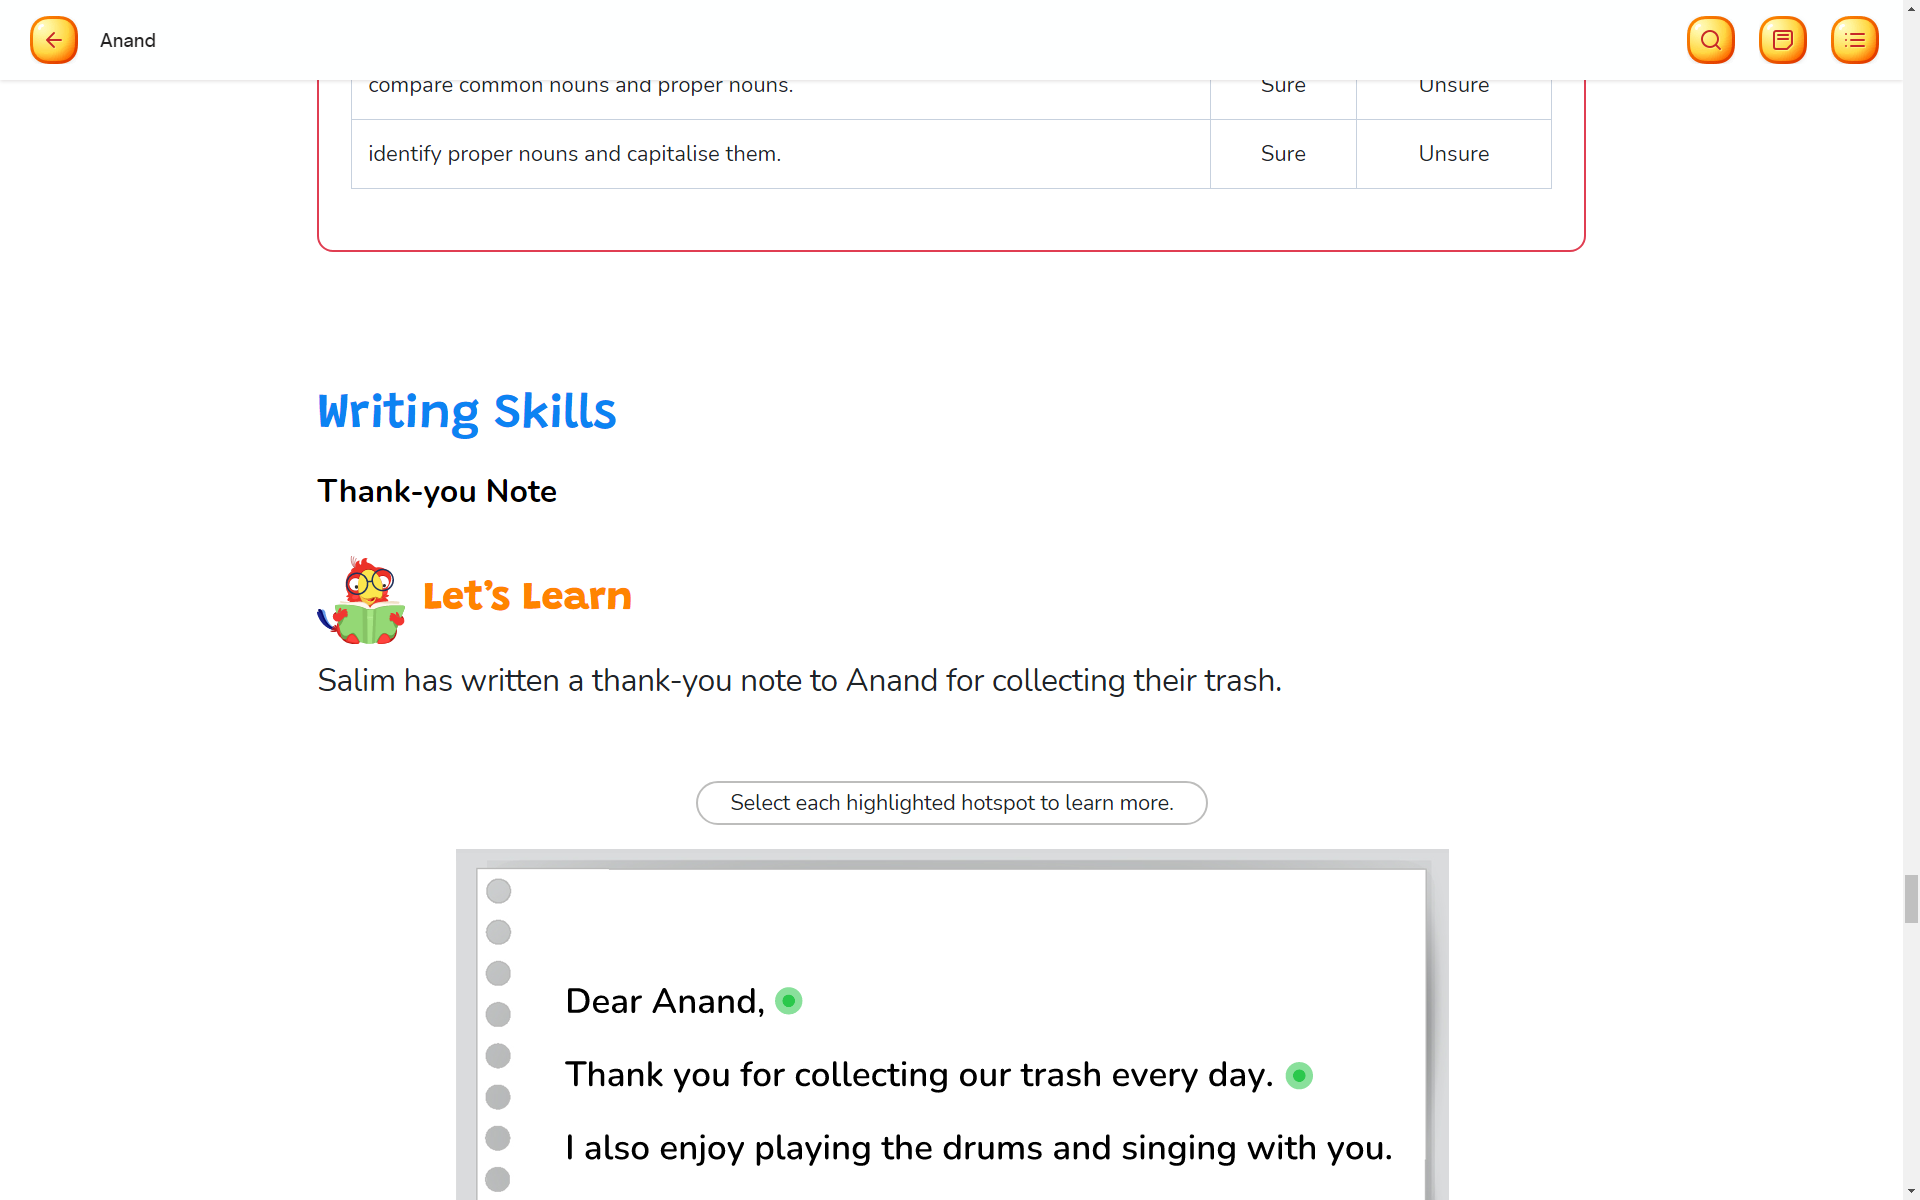 Anand
compare common nouns and proper nouns. Sure Unsure
identify proper nouns and capitalise them. Sure Unsure
Writing Skills
Thank-you Note
Let's Learn
Salim has written a thank-you note to Anand for collecting their trash.
Select each highlighted hotspot to learn more.
Dear Anand,
Thank you for collecting our trash every day.
I also enjoy playing the drums and singing with you.